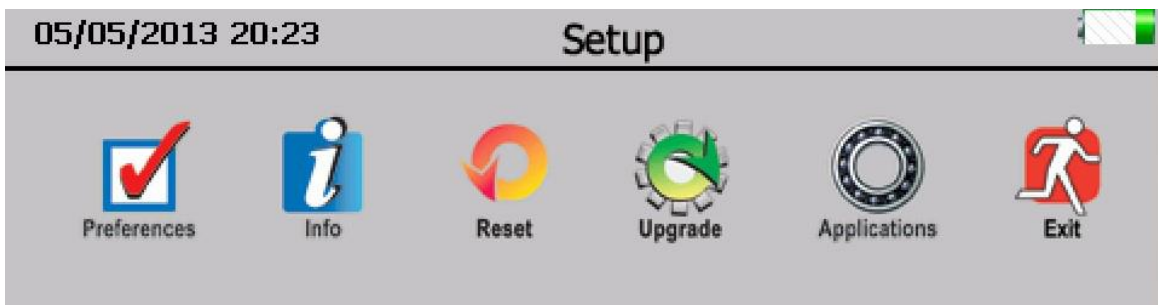 05/05/2013 20:23 Setup
Preferences Info Reset Upgrade Applications Exit